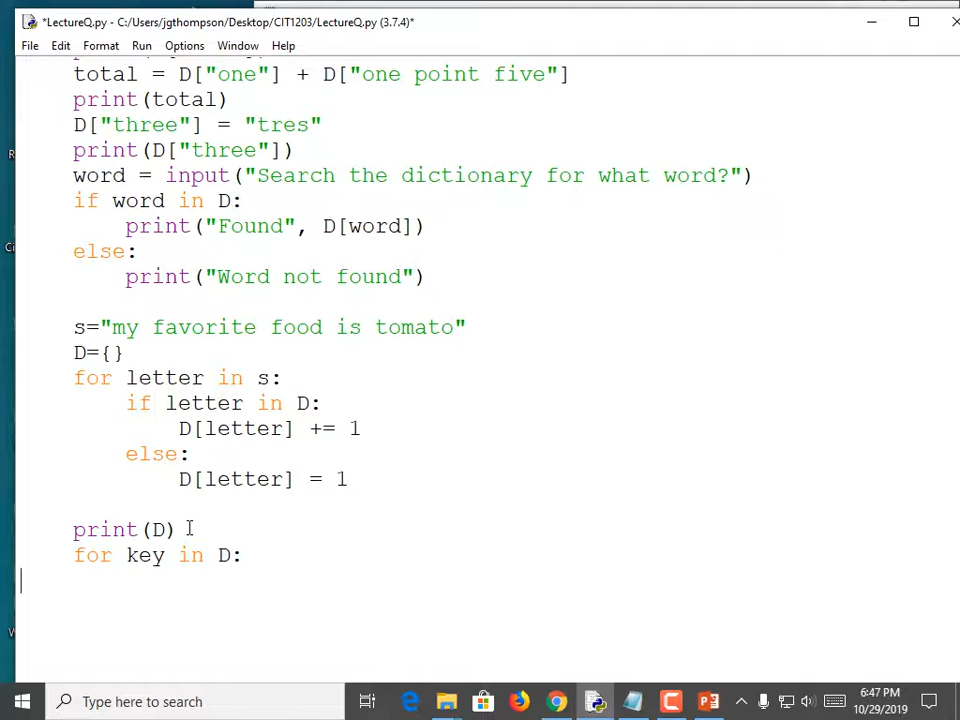 *LectureQ.py - C:/Users/jgthompson/Desktop/CIT1203/LectureQ.py (3.7.4)*
File Edit Format Run Options Window Help
total = D["one"] + D["one point five"]
print(total)
D["three"] = "tres"
print(D["three"])
word = input("Search the dictionary for what word?")
if word in D:
    print("Found", D[word])
else:
    print("Word not found")
s="my favorite food is tomato"
D={}
for letter in s:
    if letter in D:
        D[letter] += 1
    else:
        D[letter] = 1
print(D)
for key in D:
Type here to search
6:47 PM
10/29/2019